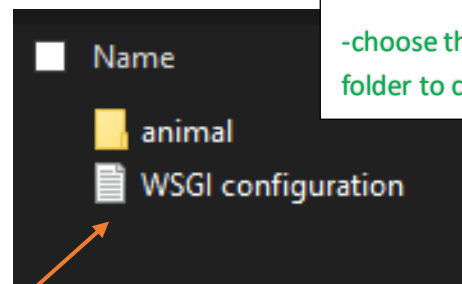 -choose th
folder to c
Name
animal
WSGI configuration